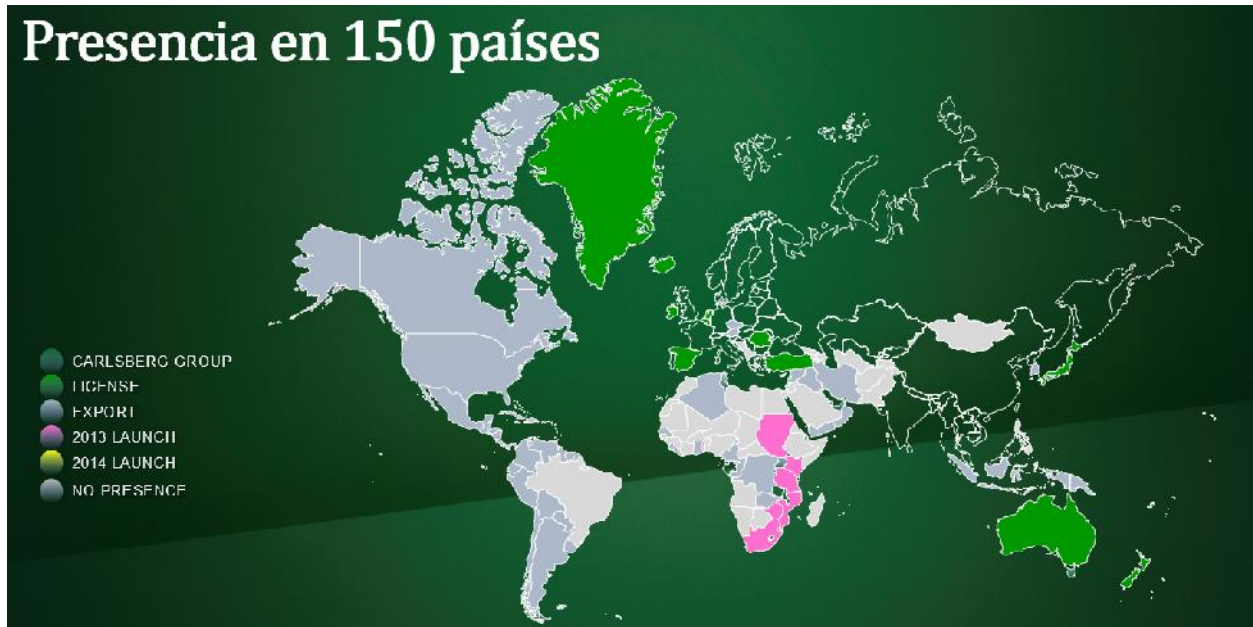 Presencia en 150 países
CARLSBERG GROUP
LICENSE
EXPORT
2013 LAUNCH
2014 LAUNCH
NO PRESENCE